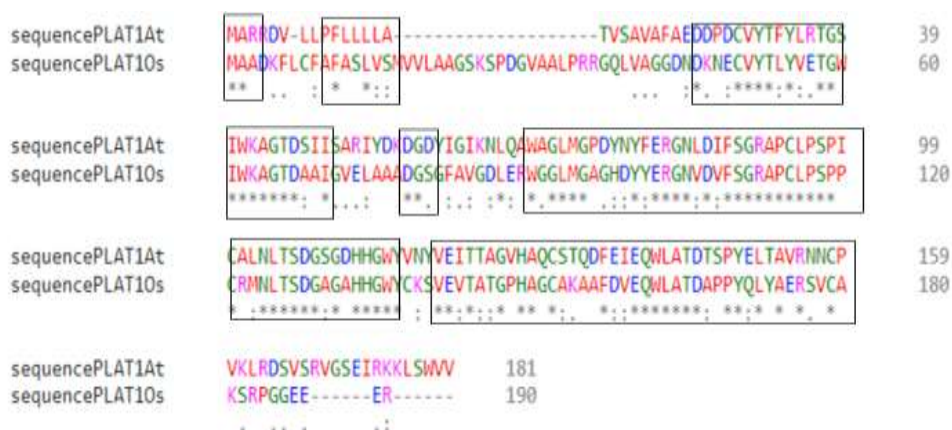 sequencePLAT1At MARRDV-LLPFLLLLA--------------------TVSAVAFAEDDPDCVYTFYLRTGS 39
sequencePLAT1Os MAADKFLCFAFASLVSMVVLAAGSKSPDGVAALPRRGQLVAGGDNDKNECVYTLYVETGW 60
** .. : * *:: ... :*. :****:*:.**
sequencePLAT1At IWKAGTDSIISARIYDKDGDYIGIKNLQAWAGLMGPDYNYFERGNLDIFSGRAPCLPSPI 99
sequencePLAT1Os IWKAGTDAAIGVELAAADGSGFAVGDLERWGGLMGAGHDYYERGNVDVFSGRAPCLPSPP 120
*******: *...: **. :.: :*: *.**** .::*:****:*:***********
sequencePLAT1At CALNLTSDGSGDHHGWYVNYVEITTAGVHAQCSTQDFEIEQWLATDTSPYELTAVRNNCP 159
sequencePLAT1Os CRMNLTSDGAGAHHGWYCKSVEVTATGPHAGCAKAAFDVEQWLATDAPPYQLYAERSVCA 180
* :******:* ***** : **:*::* ** *:. *::*******: **:* * *. *
sequencePLAT1At VKLRDSVSRVGSEIRKKLSWVV 181
sequencePLAT1Os KSRPGGEE------ER------ 190
. .. . .: